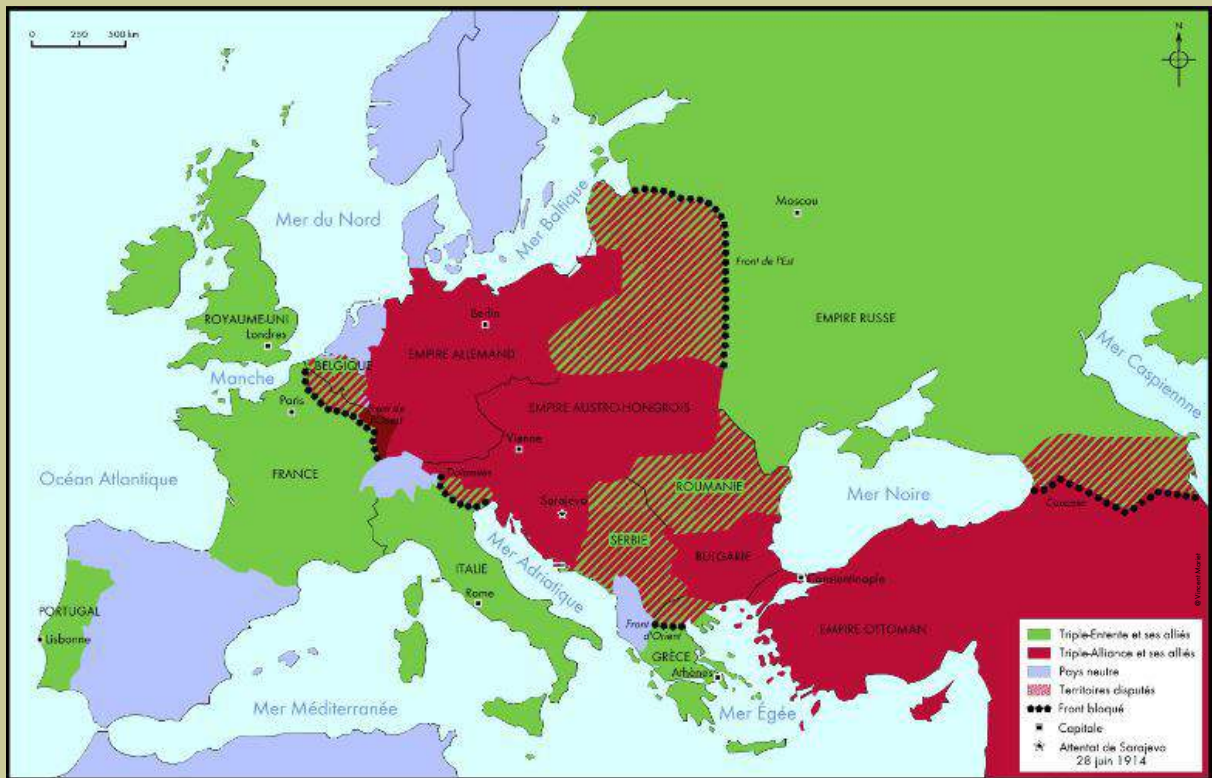 0 250 500 km
N
Mer du Nord
Mer Baltique
Moscou
Front de l'Est
ROYAUME-UNI
Londres
Berlin
EMPIRE RUSSE
EMPIRE ALLEMAND
BELGIQUE
Manche
Mer Caspiennne
Paris
Front de
l'Ouest
EMPIRE AUSTRO-HONGROIS
Vienne
Océan Atlantique
FRANCE
Dolomites
ROUMANIE
Mer Noire
Sarajevo
Caucase
SERBIE
Mer Adriatique
BULGARIE
ITALIE
Constantinople
Rome
PORTUGAL
Lisbonne
Front
d'Orient
EMPIRE OTTOMAN
GRÈCE
Athènes
Mer Méditerranée
Mer Égée
Triple-Entente et ses alliés
Triple-Alliance et ses alliés
Pays neutre
Territoires disputés
Front bloqué
Capitale
Attentat de Sarajevo
28 juin 1914